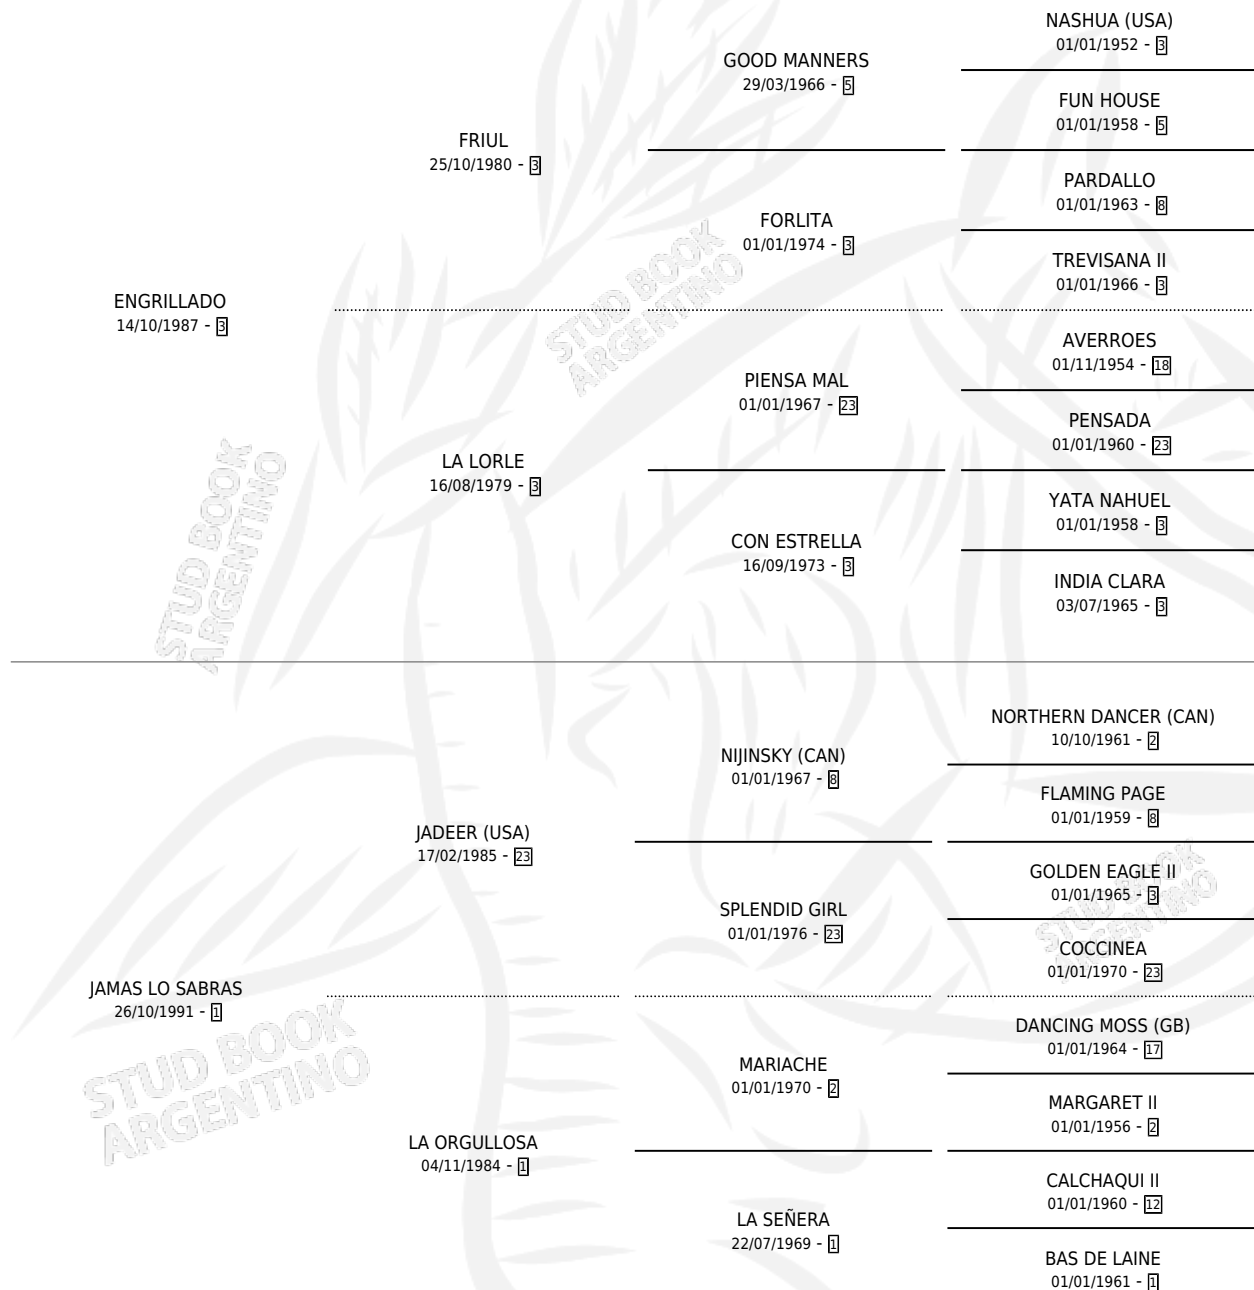 NASHUA (USA)
01/01/1952 - 3
GOOD MANNERS
29/03/1966 - 5
FUN HOUSE
01/01/1958 - 5
FRIUL
25/10/1980 - 3
PARDALLO
01/01/1963 - 8
FORLITA
01/01/1974 - 3
TREVISANA II
01/01/1966 - 3
ENGRILLADO
14/10/1987 - 3
AVERROES
01/11/1954 - 18
PIENSA MAL
01/01/1967 - 23
PENSADA
01/01/1960 - 23
LA LORLE
16/08/1979 - 3
YATA NAHUEL
01/01/1958 - 3
CON ESTRELLA
16/09/1973 - 3
INDIA CLARA
03/07/1965 - 3
STUD BOOK
ARGENTINO
STUD BOOK
ARGENTINO
NORTHERN DANCER (CAN)
10/10/1961 - 2
NIJINSKY (CAN)
01/01/1967 - 8
FLAMING PAGE
01/01/1959 - 8
JADEER (USA)
17/02/1985 - 23
GOLDEN EAGLE II
01/01/1965 - 3
SPLENDID GIRL
01/01/1976 - 23
COCCINEA
01/01/1970 - 23
JAMAS LO SABRAS
26/10/1991 - 1
DANCING MOSS (GB)
01/01/1964 - 17
MARIACHE
01/01/1970 - 2
MARGARET II
01/01/1956 - 2
LA ORGULLOSA
04/11/1984 - 1
CALCHAQUI II
01/01/1960 - 12
LA SEÑERA
22/07/1969 - 1
BAS DE LAINE
01/01/1961 - 1
STUD BOOK
ARGENTINO
STUD BOOK
ARGENTINO